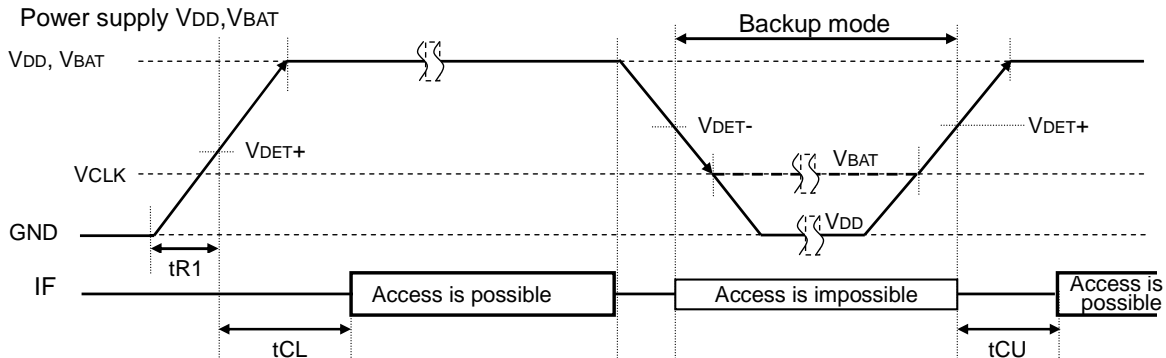 Power supply VDD,VBAT
Backup mode
VDD, VBAT
VDET-
VDET+
VDET+
VBAT
VCLK
VDD
GND
tR1
IF
Access is possible
Access is impossible
Access is
possible
tCL
tCU